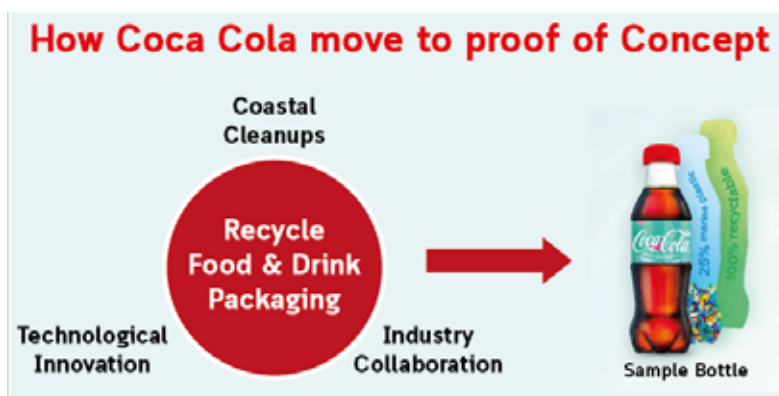 How Coca Cola move to proof of Concept
Coastal
Cleanups
Recycle
Food & Drink
Packaging
Technological
Innovation
Industry
Collaboration
Coca-Cola
25% marine plastic
100% recyclable
Sample Bottle